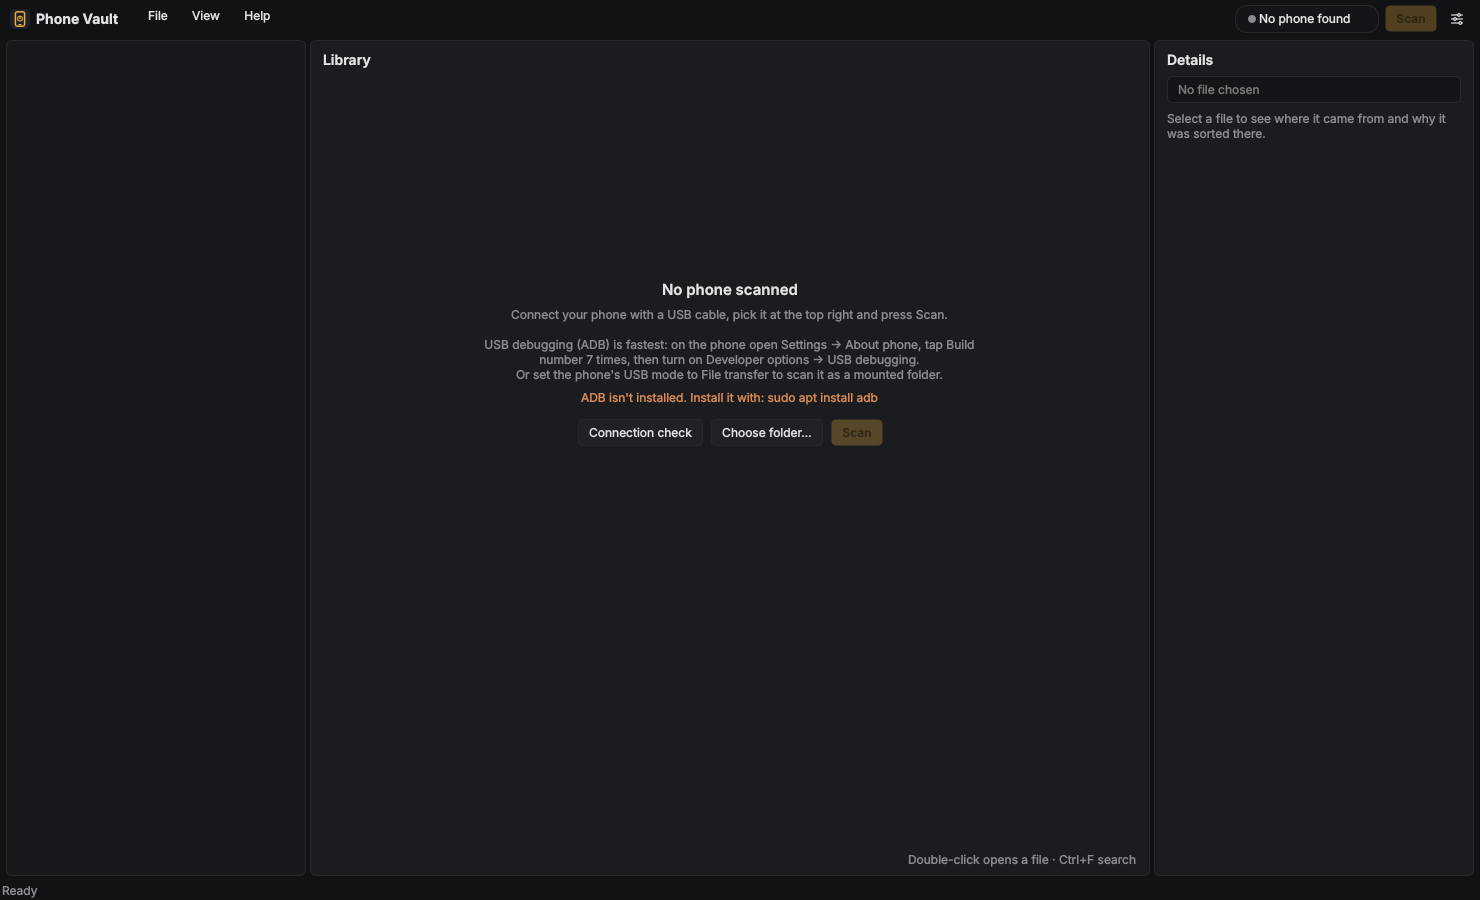 Phone Vault
File
View
Help
No phone found
Scan
Library
Details
No file chosen
Select a file to see where it came from and why it
was sorted there.
No phone scanned
Connect your phone with a USB cable, pick it at the top right and press Scan.
USB debugging (ADB) is fastest: on the phone open Settings → About phone, tap Build
number 7 times, then turn on Developer options → USB debugging.
Or set the phone's USB mode to File transfer to scan it as a mounted folder.
ADB isn't installed. Install it with: sudo apt install adb
Connection check
Choose folder...
Scan
Double-click opens a file · Ctrl+F search
Ready